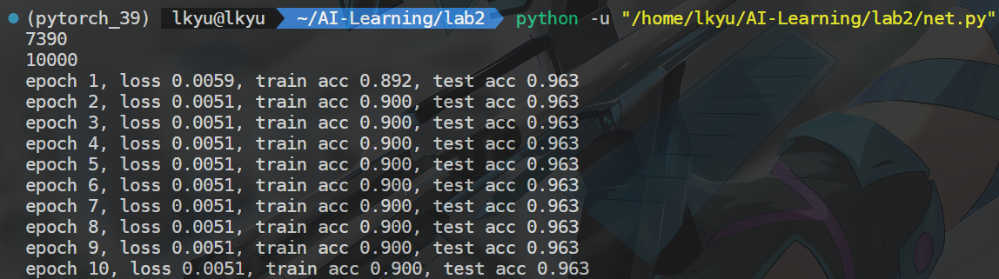 (pytorch_39) lkyu@lkyu ~/AI-Learning/lab2 python -u "/home/lkyu/AI-Learning/lab2/net.py"
7390
10000
epoch 1, loss 0.0059, train acc 0.892, test acc 0.963
epoch 2, loss 0.0051, train acc 0.900, test acc 0.963
epoch 3, loss 0.0051, train acc 0.900, test acc 0.963
epoch 4, loss 0.0051, train acc 0.900, test acc 0.963
epoch 5, loss 0.0051, train acc 0.900, test acc 0.963
epoch 6, loss 0.0051, train acc 0.900, test acc 0.963
epoch 7, loss 0.0051, train acc 0.900, test acc 0.963
epoch 8, loss 0.0051, train acc 0.900, test acc 0.963
epoch 9, loss 0.0051, train acc 0.900, test acc 0.963
epoch 10, loss 0.0051, train acc 0.900, test acc 0.963